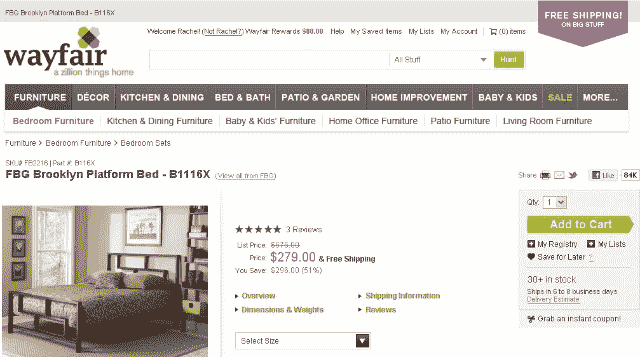 FBG Brooklyn Platform Bed - B1116X
Welcome Rachel! (Not Rachel?) Wayfair Rewards $80.00 Help My Saved Items My Lists My Account (0) items
FREE SHIPPING!
ON BIG STUFF
wayfair
a zillion things home
All Stuff
Hunt
FURNITURE DÉCOR KITCHEN & DINING BED & BATH PATIO & GARDEN HOME IMPROVEMENT BABY & KIDS SALE MORE...
Bedroom Furniture Kitchen & Dining Furniture Baby & Kids' Furniture Home Office Furniture Patio Furniture Living Room Furniture
Furniture > Bedroom Furniture > Bedroom Sets
SKU# FB2216 | Part #: B116X
FBG Brooklyn Platform Bed - B1116X (View all from FBG)
Share Like 84K
Qty: 1
Add to Cart
My Registry My Lists
Save for Later ?
30+ in stock
Ships in 6 to 8 business days
Delivery Estimate
Grab an instant coupon!
3 Reviews
List Price: $575.00
Price: $279.00 & Free Shipping
You Save: $296.00 (51%)
Overview Shipping Information
Dimensions & Weights Reviews
Select Size